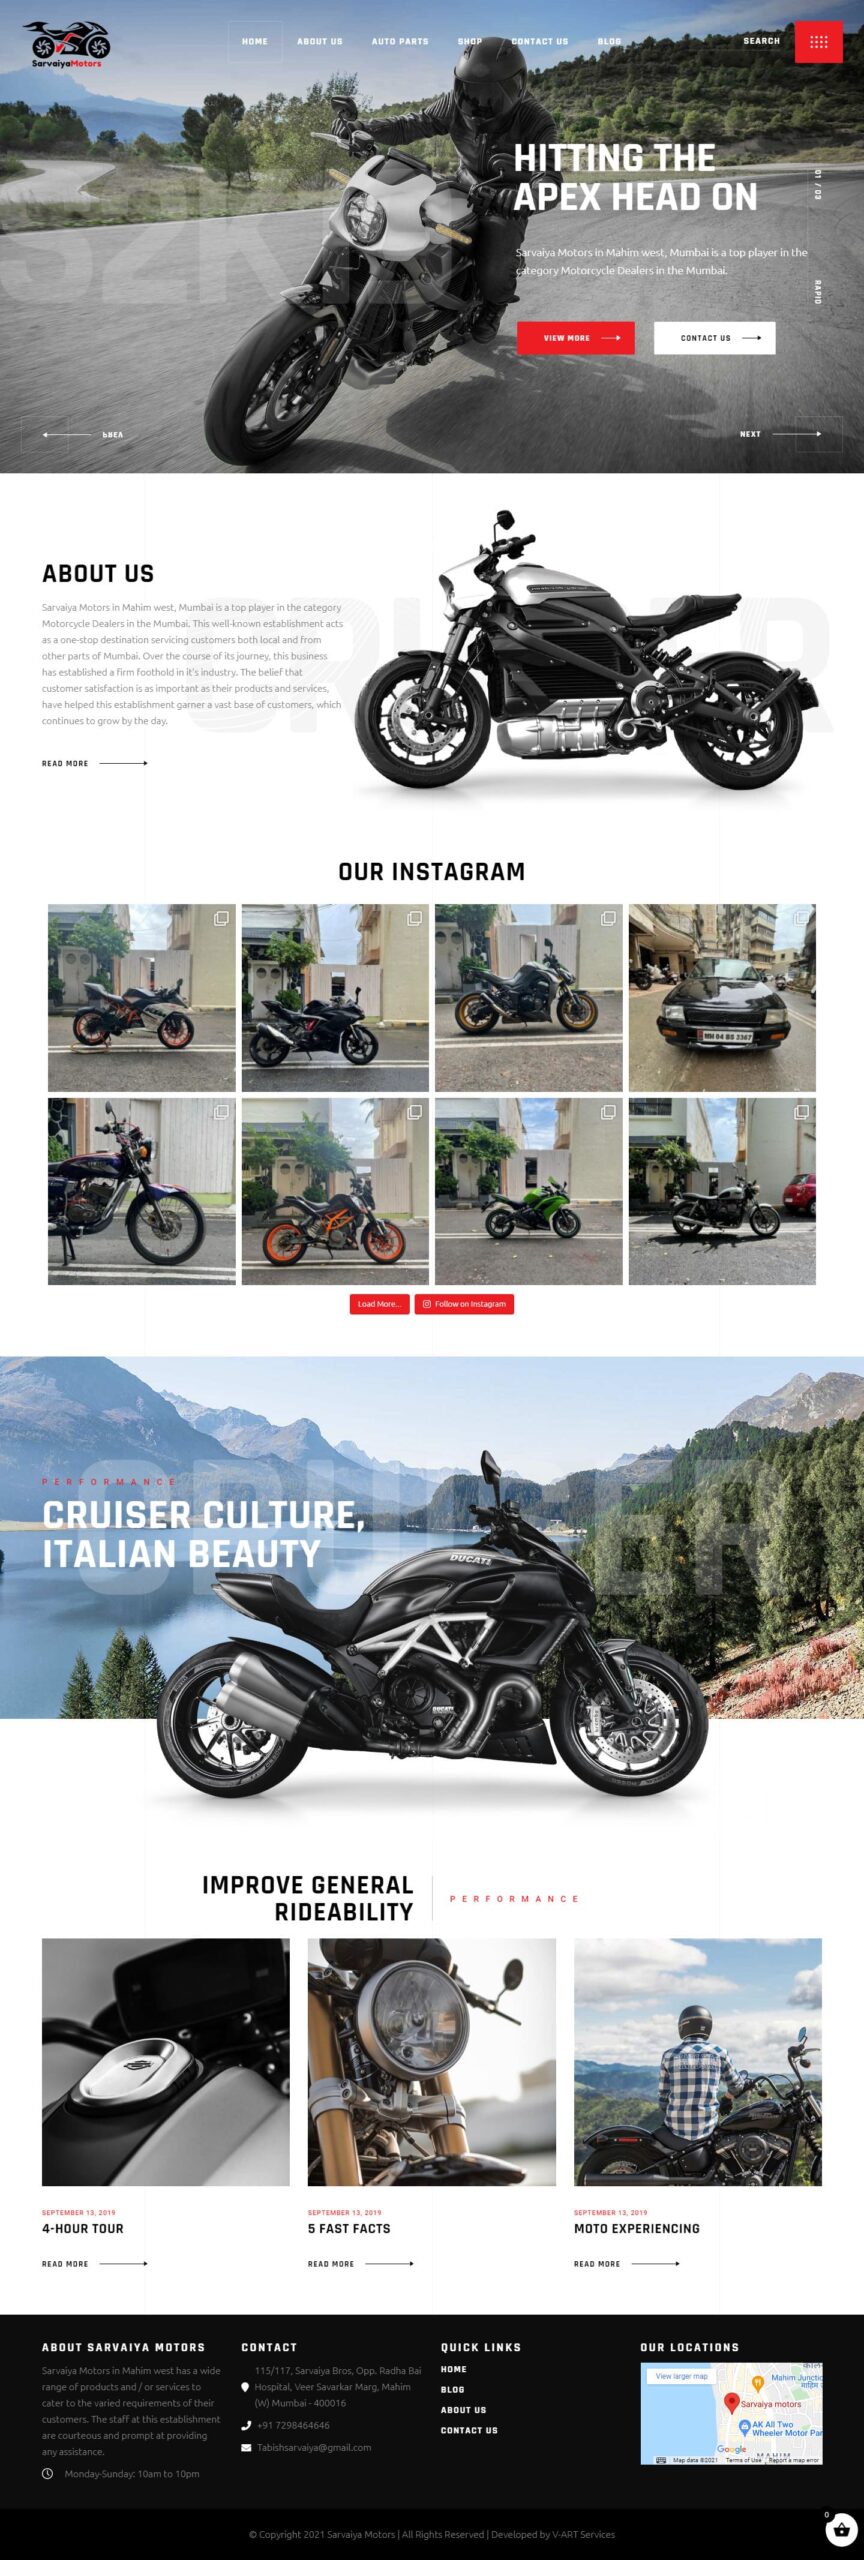 SarvaiyaMotors
HOME
ABOUT US
AUTO PARTS
SHOP
CONTACT US
BLOG
SEARCH
HITTING THE
APEX HEAD ON
01 / 03
Sarvaiya Motors in Mahim west, Mumbai is a top player in the
category Motorcycle Dealers in the Mumbai.
RAPID
VIEW MORE
CONTACT US
PREV
NEXT
ABOUT US
Sarvaiya Motors in Mahim west, Mumbai is a top player in the category
Motorcycle Dealers in the Mumbai. This well-known establishment acts
as a one-stop destination servicing customers both local and from
other parts of Mumbai. Over the course of its journey, this business
has established a firm foothold in it's industry. The belief that
customer satisfaction is as important as their products and services,
have helped this establishment garner a vast base of customers, which
continues to grow by the day.
READ MORE
OUR INSTAGRAM
MH 04 BS 3367
Load More...
Follow on Instagram
PERFORMANCE
CRUISER
CRUISER CULTURE,
ITALIAN BEAUTY
DUCATI
DUCATI
IMPROVE GENERAL
RIDEABILITY
PERFORMANCE
SEPTEMBER 13, 2019
4-HOUR TOUR
READ MORE
SEPTEMBER 13, 2019
5 FAST FACTS
READ MORE
SEPTEMBER 13, 2019
MOTO EXPERIENCING
READ MORE
ABOUT SARVAIYA MOTORS
Sarvaiya Motors in Mahim west has a wide
range of products and / or services to
cater to the varied requirements of their
customers. The staff at this establishment
are courteous and prompt at providing
any assistance.
Monday-Sunday: 10am to 10pm
CONTACT
115/117, Sarvaiya Bros, Opp. Radha Bai
Hospital, Veer Savarkar Marg, Mahim
(W) Mumbai - 400016
+91 7298464646
Tabishsarvaiya@gmail.com
QUICK LINKS
HOME
BLOG
ABOUT US
CONTACT US
OUR LOCATIONS
View larger map
Mahim Junction
माहिम
Sarvaiya motors
AK All Two
Wheeler Motor Par
MAHIM
Google
Map data ©2021
Terms of Use
Report a map error
© Copyright 2021 Sarvaiya Motors | All Rights Reserved | Developed by V-ART Services
0